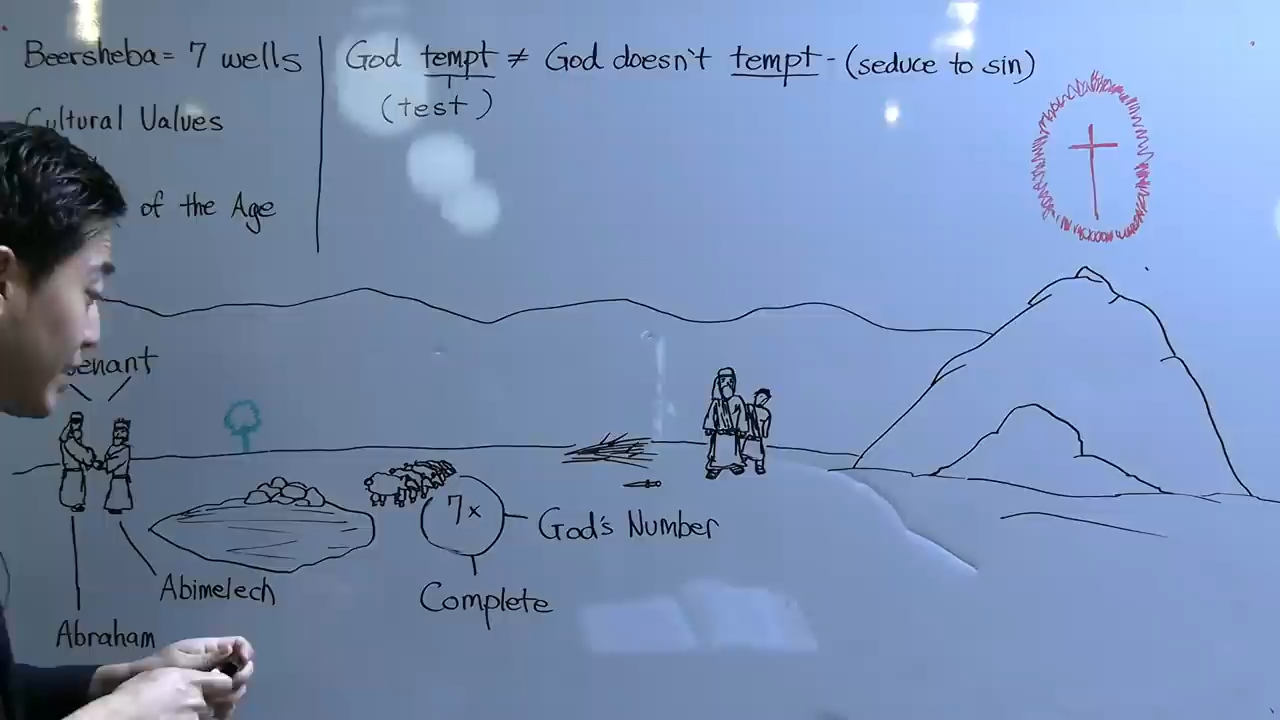 Beersheba = 7 wells
God tempt ≠ God doesn't tempt - (seduce to sin)
(test)
Cultural Values
of the Age
7x
God's Number
Abimelech
Complete
Abraham